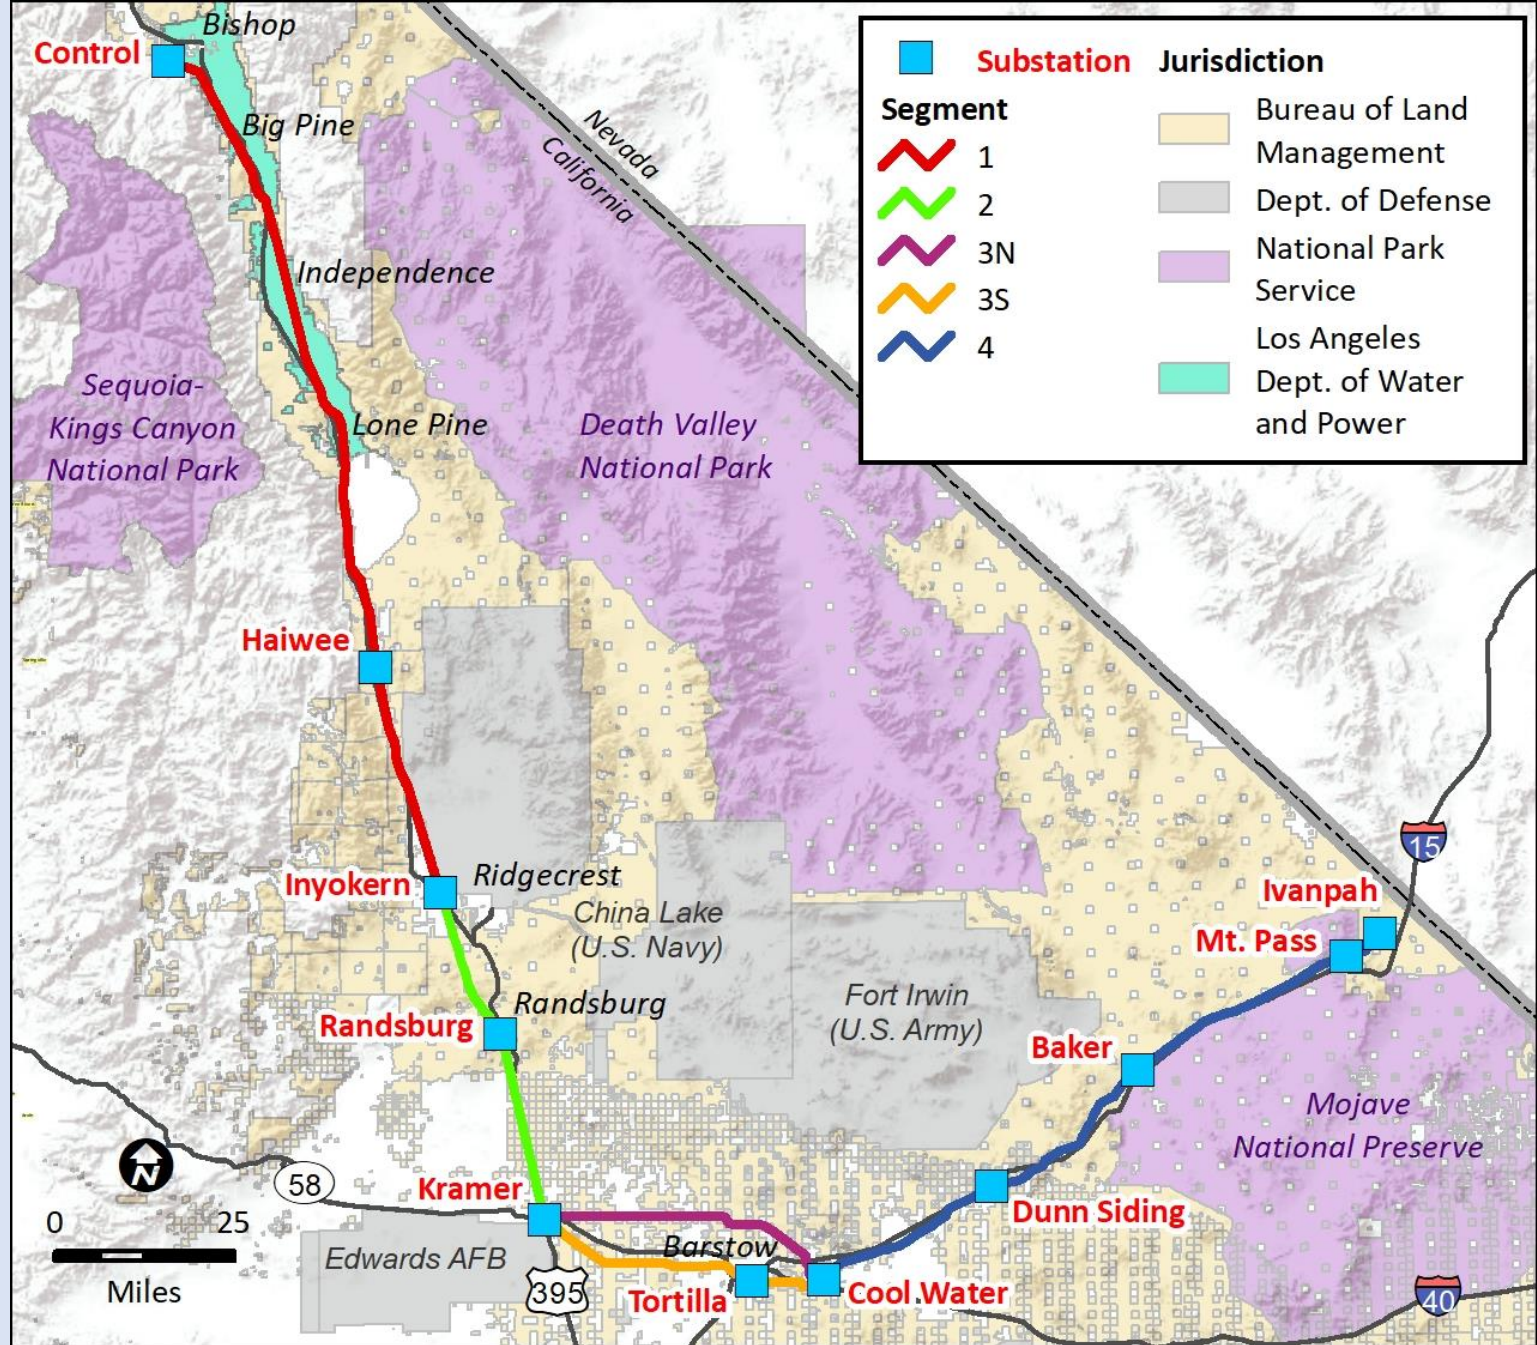 Bishop
Control
Big Pine
Nevada
California
Independence
Sequoia-
Kings Canyon
National Park
Lone Pine
Death Valley
National Park
Haiwee
Inyokern
Ridgecrest
China Lake
(U.S. Navy)
Randsburg
Randsburg
Fort Irwin
(U.S. Army)
Ivanpah
Mt. Pass
Baker
Mojave
National Preserve
Kramer
Dunn Siding
Barstow
Edwards AFB
Tortilla
Cool Water
15
58
395
40
N
0 25
Miles
Substation
Segment
1
2
3N
3S
4
Jurisdiction
Bureau of Land
Management
Dept. of Defense
National Park
Service
Los Angeles
Dept. of Water
and Power